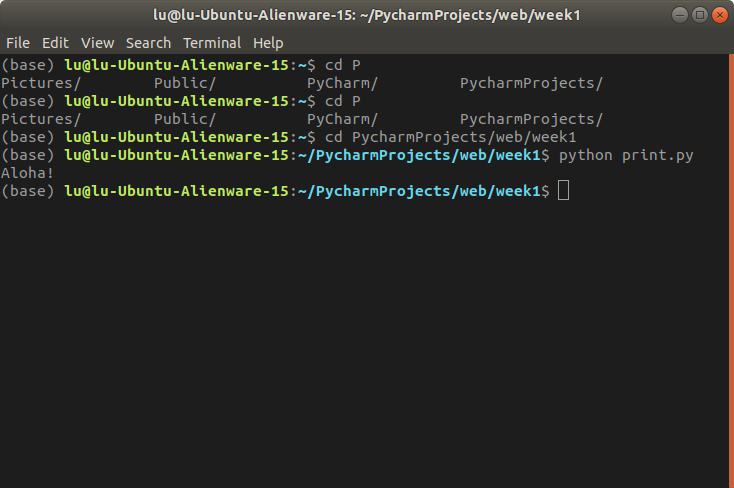 lu@lu-Ubuntu-Alienware-15: ~/PycharmProjects/web/week1
File Edit View Search Terminal Help
(base) lu@lu-Ubuntu-Alienware-15:~$ cd P
Pictures/        Public/          PyCharm/         PycharmProjects/
(base) lu@lu-Ubuntu-Alienware-15:~$ cd P
Pictures/        Public/          PyCharm/         PycharmProjects/
(base) lu@lu-Ubuntu-Alienware-15:~$ cd PycharmProjects/web/week1
(base) lu@lu-Ubuntu-Alienware-15:~/PycharmProjects/web/week1$ python print.py
Aloha!
(base) lu@lu-Ubuntu-Alienware-15:~/PycharmProjects/web/week1$